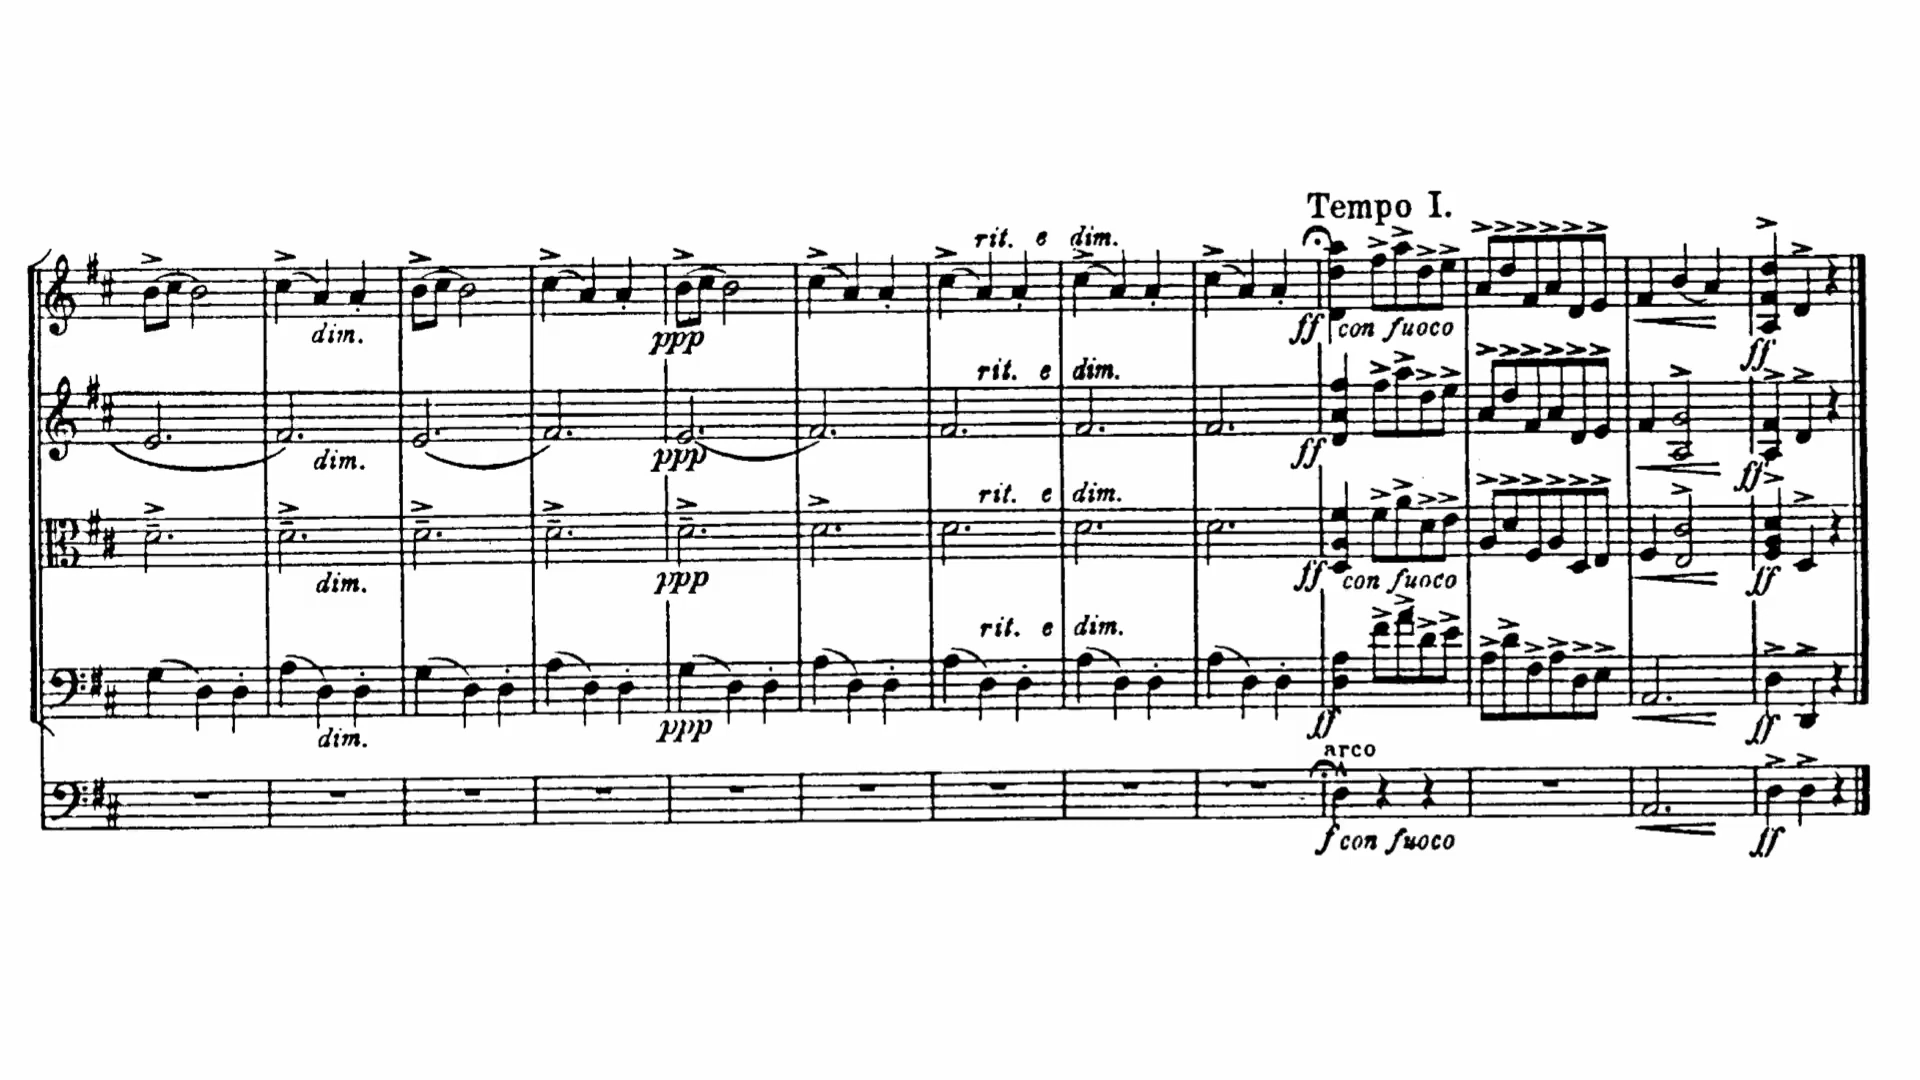 Tempo I.
rit. e dim.
dim. ppp ff con fuoco ff
rit. e dim.
dim. ppp ff ff
rit. e dim.
dim. ppp ff con fuoco ff
rit. e dim.
dim. ppp ff ff
arco
f con fuoco ff